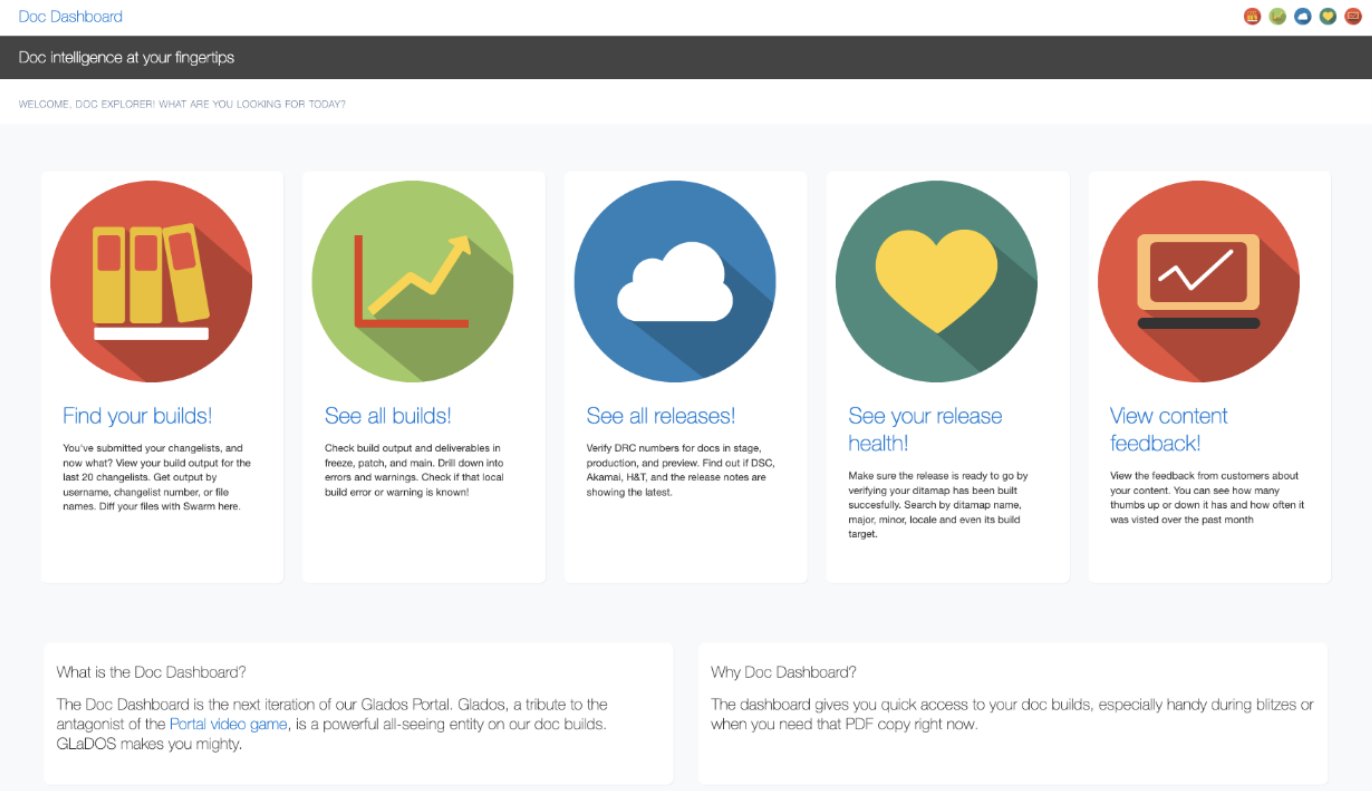 Doc Dashboard
Doc intelligence at your fingertips
WELCOME, DOC EXPLORER! WHAT ARE YOU LOOKING FOR TODAY?
Find your builds!
You've submitted your changelists, and
now what? View your build output for the
last 20 changelists. Get output by
username, changelist number, or file
names. Diff your files with Swarm here.
See all builds!
Check build output and deliverables in
freeze, patch, and main. Drill down into
errors and warnings. Check if that local
build error or warning is known!
See all releases!
Verify DRC numbers for docs in stage,
production, and preview. Find out if DSC,
Akamai, H&T, and the release notes are
showing the latest.
See your release
health!
Make sure the release is ready to go by
verifying your ditamap has been built
succesfully. Search by ditamap name,
major, minor, locale and even its build
target.
View content
feedback!
View the feedback from customers about
your content. You can see how many
thumbs up or down it has and how often it
was visted over the past month
What is the Doc Dashboard?
The Doc Dashboard is the next iteration of our Glados Portal. Glados, a tribute to the
antagonist of the Portal video game, is a powerful all-seeing entity on our doc builds.
GLaDOS makes you mighty.
Why Doc Dashboard?
The dashboard gives you quick access to your doc builds, especially handy during blitzes or
when you need that PDF copy right now.